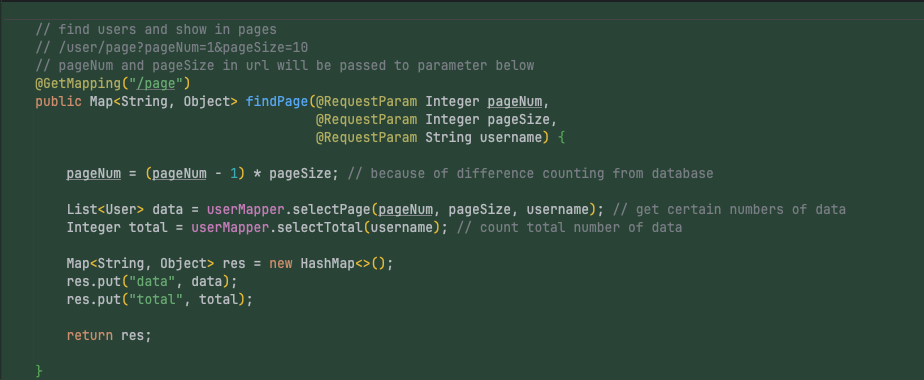 // find users and show in pages
// /user/page?pageNum=1&pageSize=10
// pageNum and pageSize in url will be passed to parameter below
@GetMapping("/page")
public Map<String, Object> findPage(@RequestParam Integer pageNum,
@RequestParam Integer pageSize,
@RequestParam String username) {
pageNum = (pageNum - 1) * pageSize; // because of difference counting from database
List<User> data = userMapper.selectPage(pageNum, pageSize, username); // get certain numbers of data
Integer total = userMapper.selectTotal(username); // count total number of data
Map<String, Object> res = new HashMap<>();
res.put("data", data);
res.put("total", total);
return res;
}